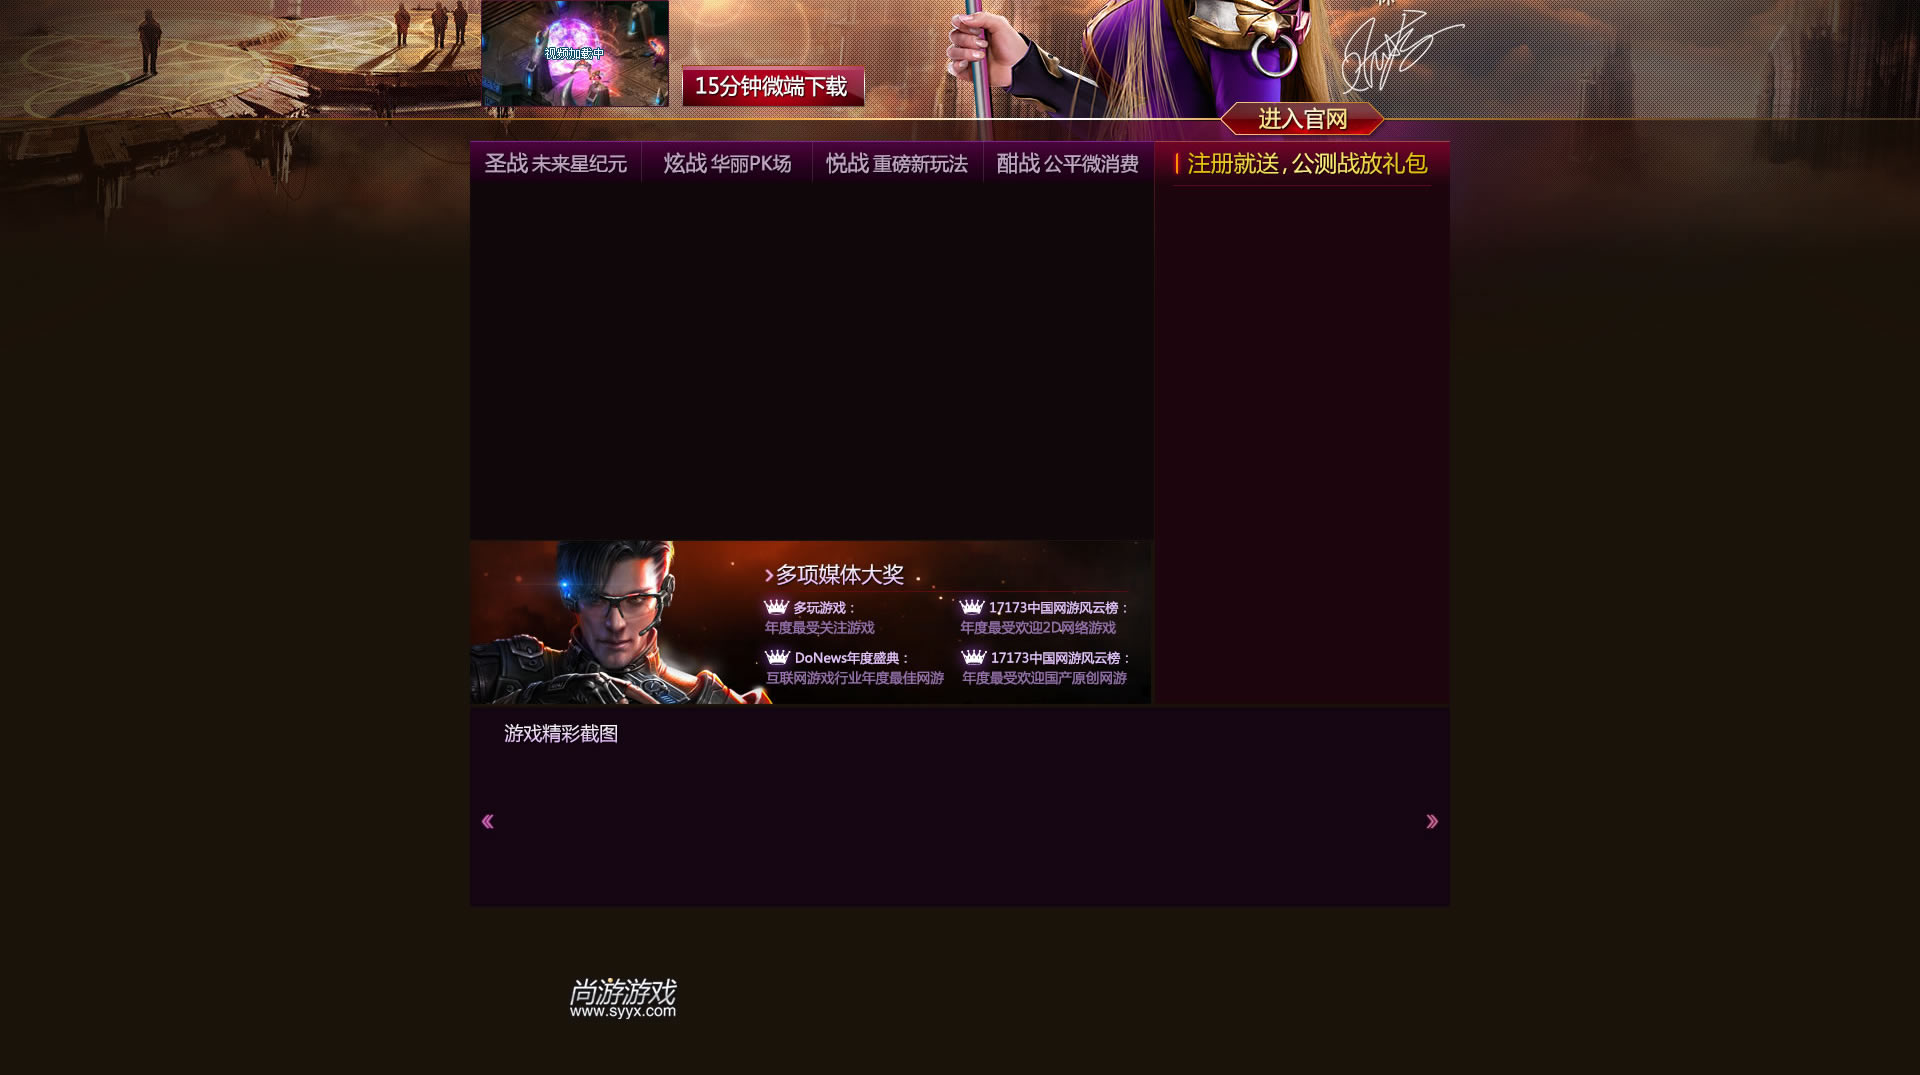 视频加载中
15分钟微端下载
进入官网
圣战 未来星纪元
炫战 华丽PK场
悦战 重磅新玩法
酣战 公平微消费
注册就送,公测战放礼包
多项媒体大奖
多玩游戏：
年度最受关注游戏
17173中国网游风云榜：
年度最受欢迎2D网络游戏
DoNews年度盛典：
互联网游戏行业年度最佳网游
17173中国网游风云榜：
年度最受欢迎国产原创网游
游戏精彩截图
尚游游戏
www.syyx.com